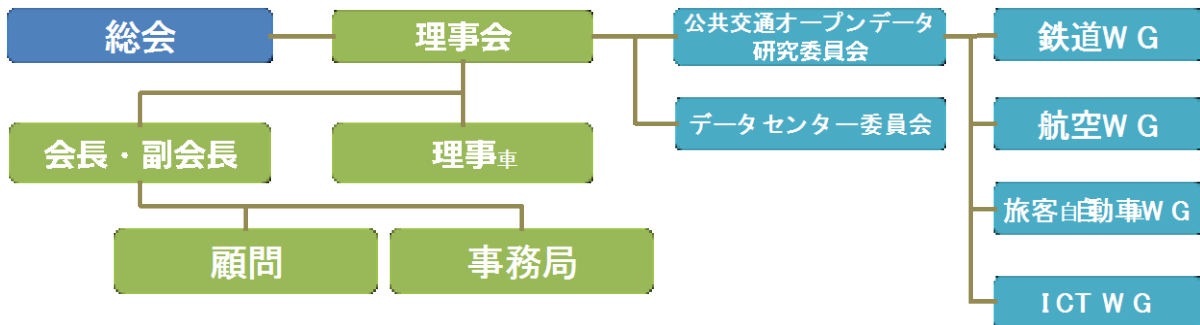 総会
理事会
公共交通オープンデータ
研究委員会
鉄道WG
データセンター委員会
航空WG
会長・副会長
理事車
旅客自動車WG
顧問
事務局
ICT WG